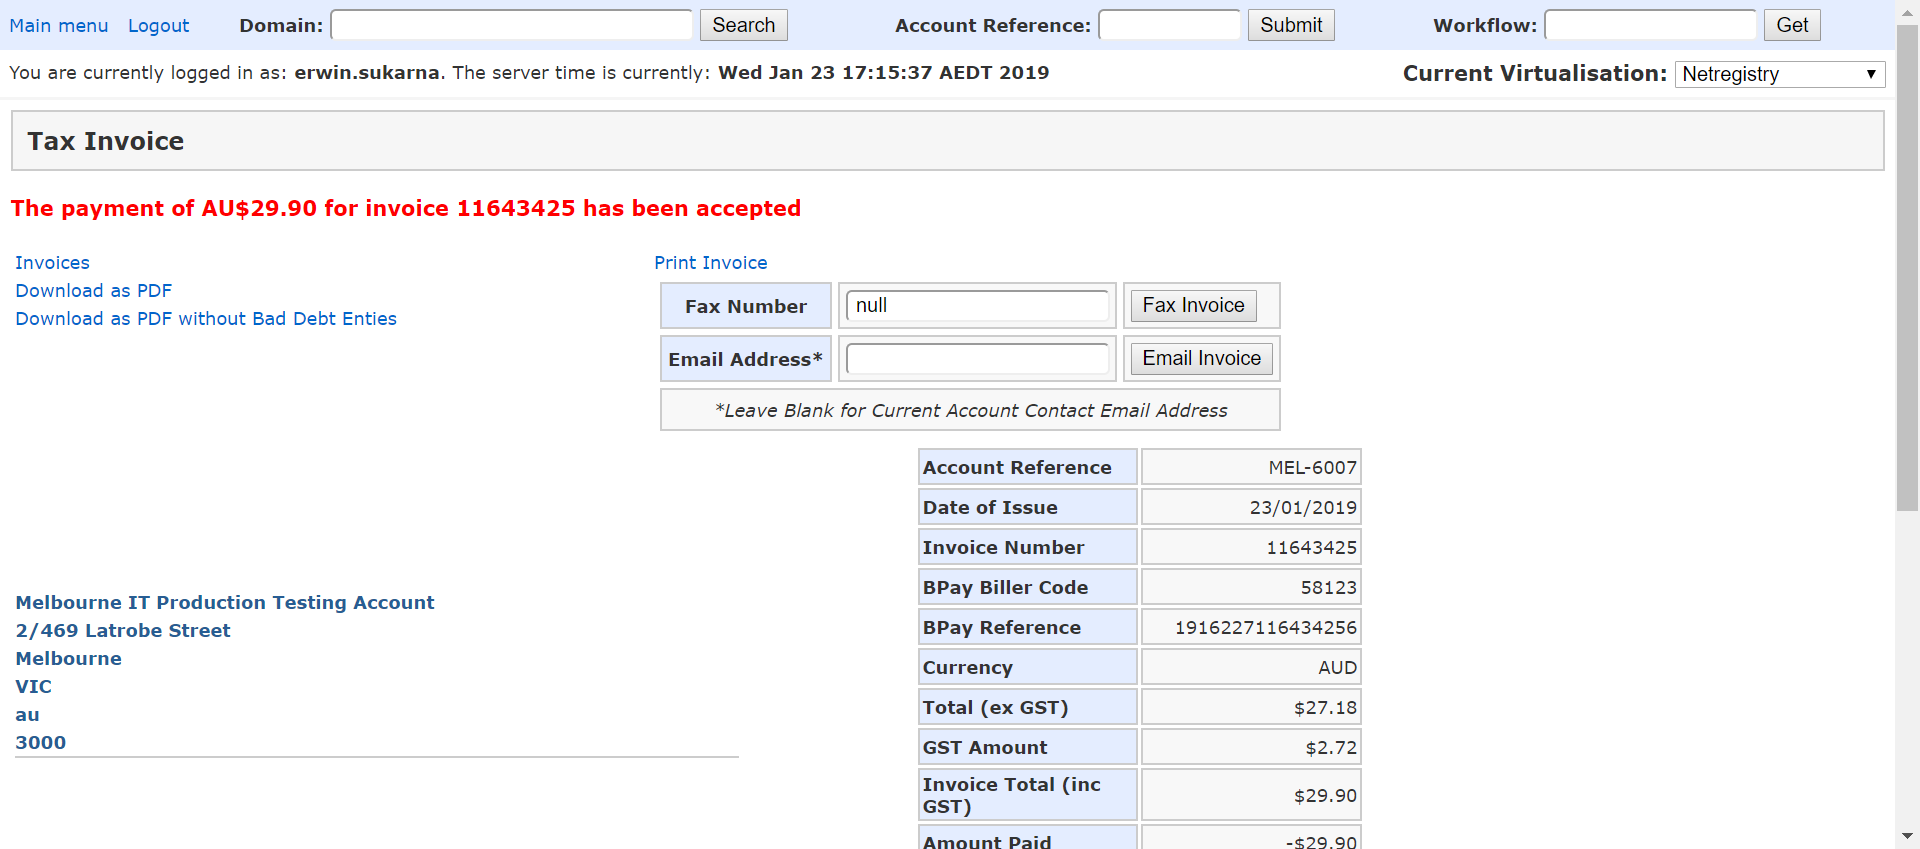 Main menu Logout Domain: Search Account Reference: Submit Workflow: Get
You are currently logged in as: erwin.sukarna. The server time is currently: Wed Jan 23 17:15:37 AEDT 2019 Current Virtualisation: Netregistry
Tax Invoice
The payment of AU$29.90 for invoice 11643425 has been accepted
Invoices
Download as PDF
Download as PDF without Bad Debt Enties
Print Invoice
Fax Number null Fax Invoice
Email Address* Email Invoice
*Leave Blank for Current Account Contact Email Address
Melbourne IT Production Testing Account
2/469 Latrobe Street
Melbourne
VIC
au
3000
Account Reference MEL-6007
Date of Issue 23/01/2019
Invoice Number 11643425
BPay Biller Code 58123
BPay Reference 1916227116434256
Currency AUD
Total (ex GST) $27.18
GST Amount $2.72
Invoice Total (inc
GST) $29.90
Amount Paid -$29.90